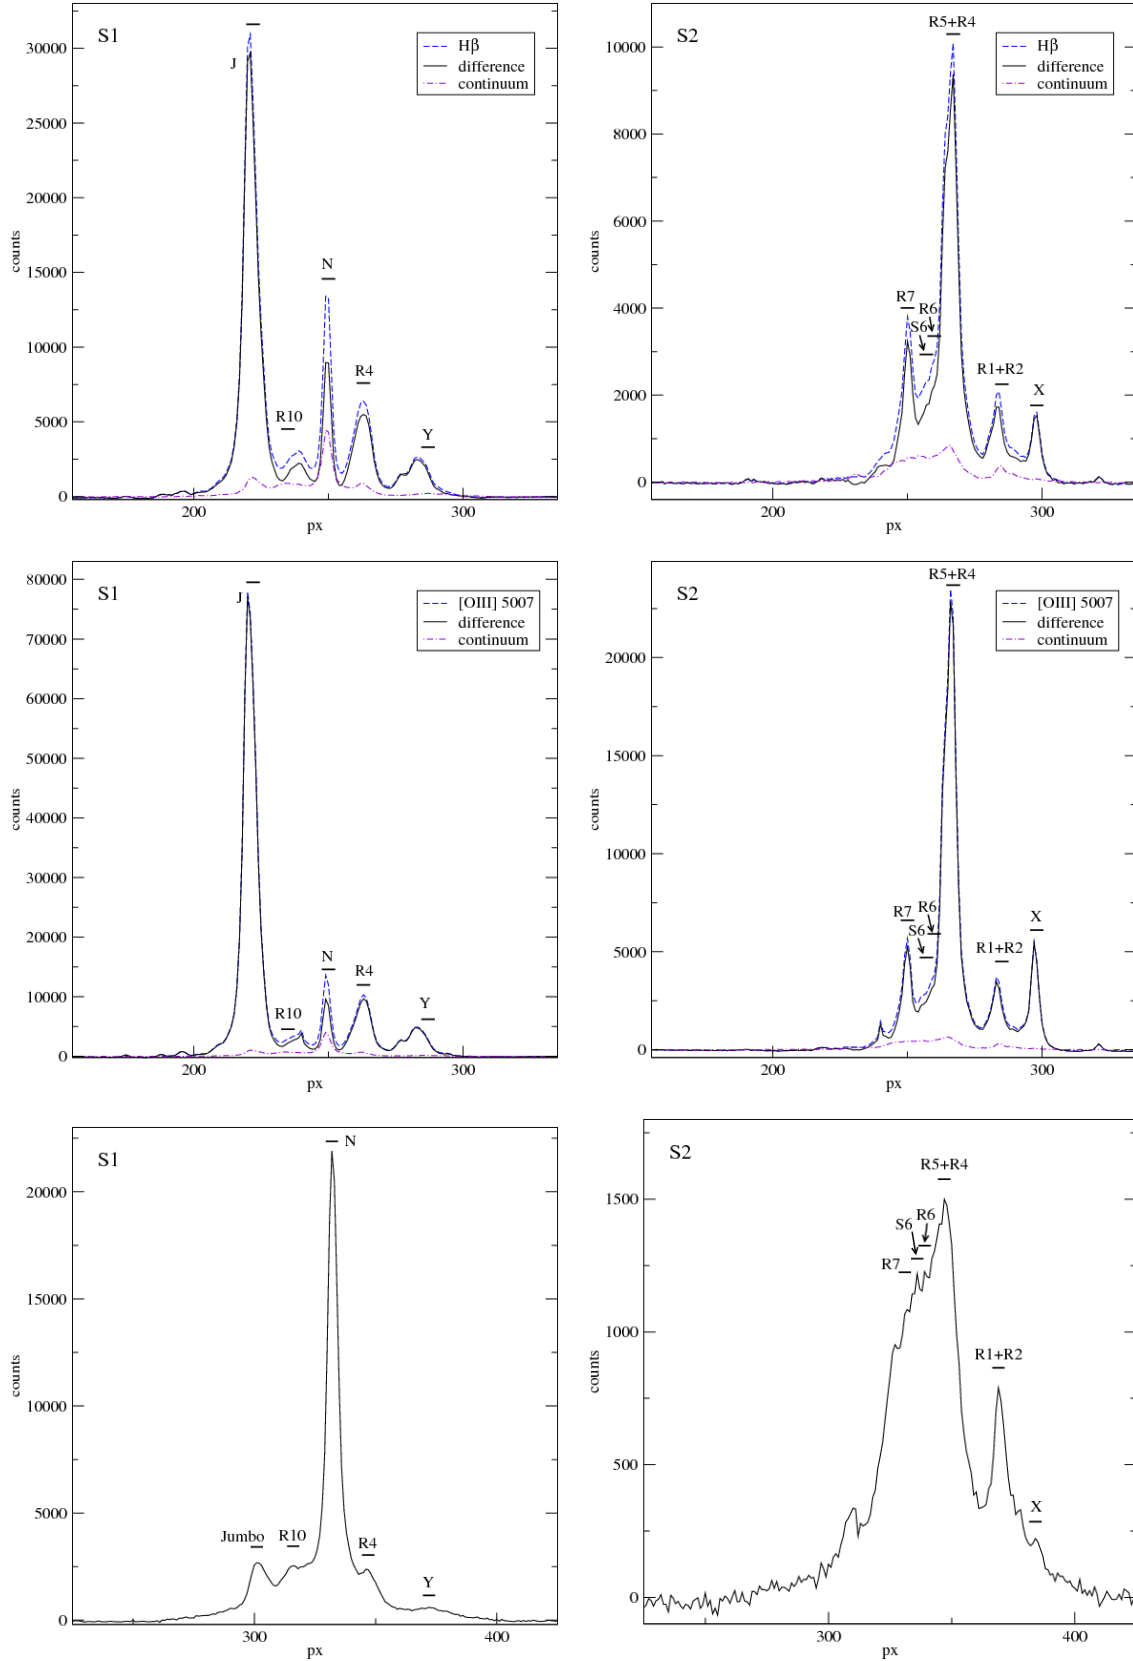 S1
J
R10
N
R4
Y
Hβ
difference
continuum
30000
25000
20000
15000
10000
5000
0
200
300
counts
px
S2
R7
S6
R6
R5+R4
R1+R2
X
Hβ
difference
continuum
10000
8000
6000
4000
2000
0
200
300
counts
px
S1
J
R10
N
R4
Y
[OIII] 5007
difference
continuum
80000
70000
60000
50000
40000
30000
20000
10000
0
200
300
counts
px
S2
R7
S6
R6
R5+R4
R1+R2
X
[OIII] 5007
difference
continuum
20000
15000
10000
5000
0
200
300
counts
px
S1
Jumbo
R10
N
R4
Y
20000
15000
10000
5000
0
300
400
counts
px
S2
R7
S6
R6
R5+R4
R1+R2
X
1500
1000
500
0
300
400
counts
px